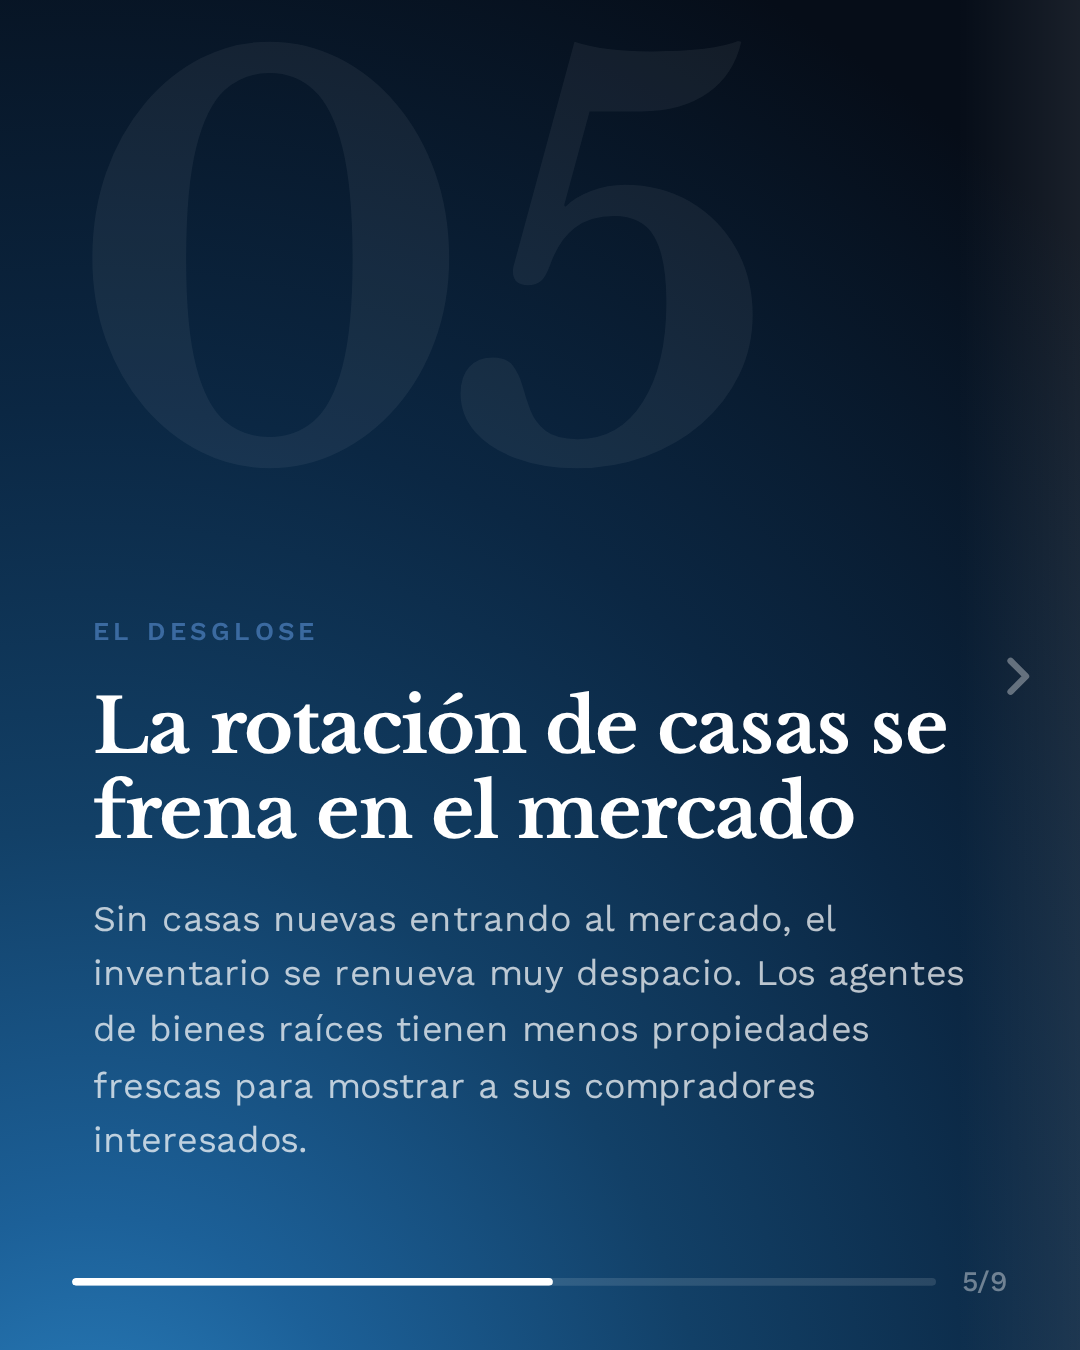 05
EL DESGLOSE
La rotación de casas se
frena en el mercado
Sin casas nuevas entrando al mercado, el
inventario se renueva muy despacio. Los agentes
de bienes raíces tienen menos propiedades
frescas para mostrar a sus compradores
interesados.
5/9